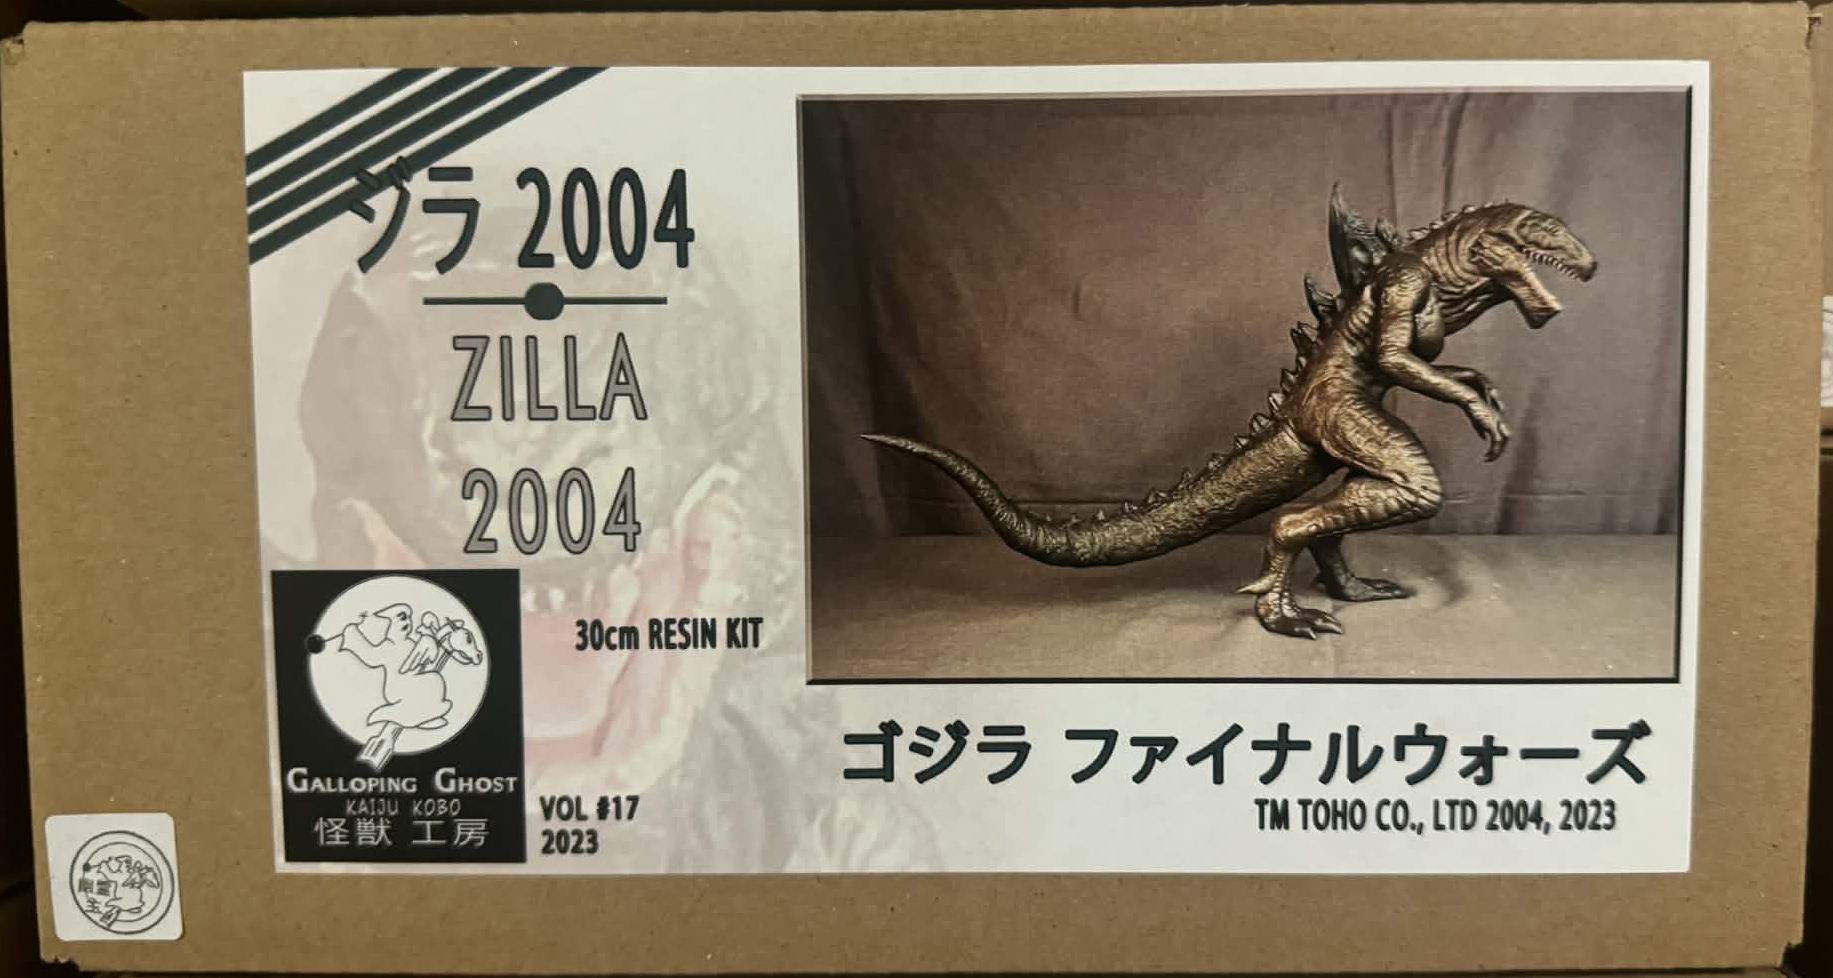 ジラ 2004
ZILLA
2004
30cm RESIN KIT
GALLOPING GHOST
KAIJU KOBO
怪獣 工房
VOL #17
2023
ゴジラ ファイナルウォーズ
TM TOHO CO., LTD 2004, 2023